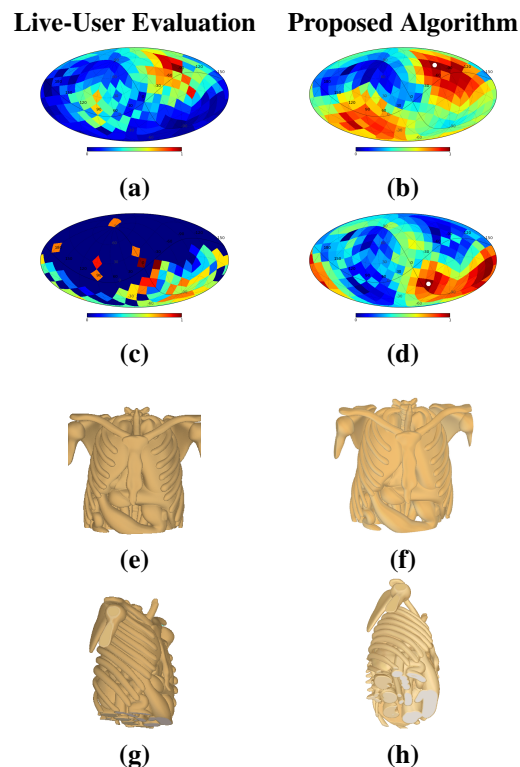 Live-User Evaluation Proposed Algorithm
(a) (b)
(c) (d)
(e) (f)
(g) (h)